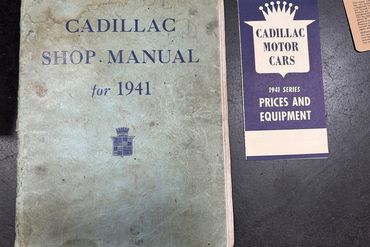 CADILLAC
SHOP MANUAL
for 1941
CADILLAC
MOTOR
CARS
1941 SERIES
PRICES AND
EQUIPMENT